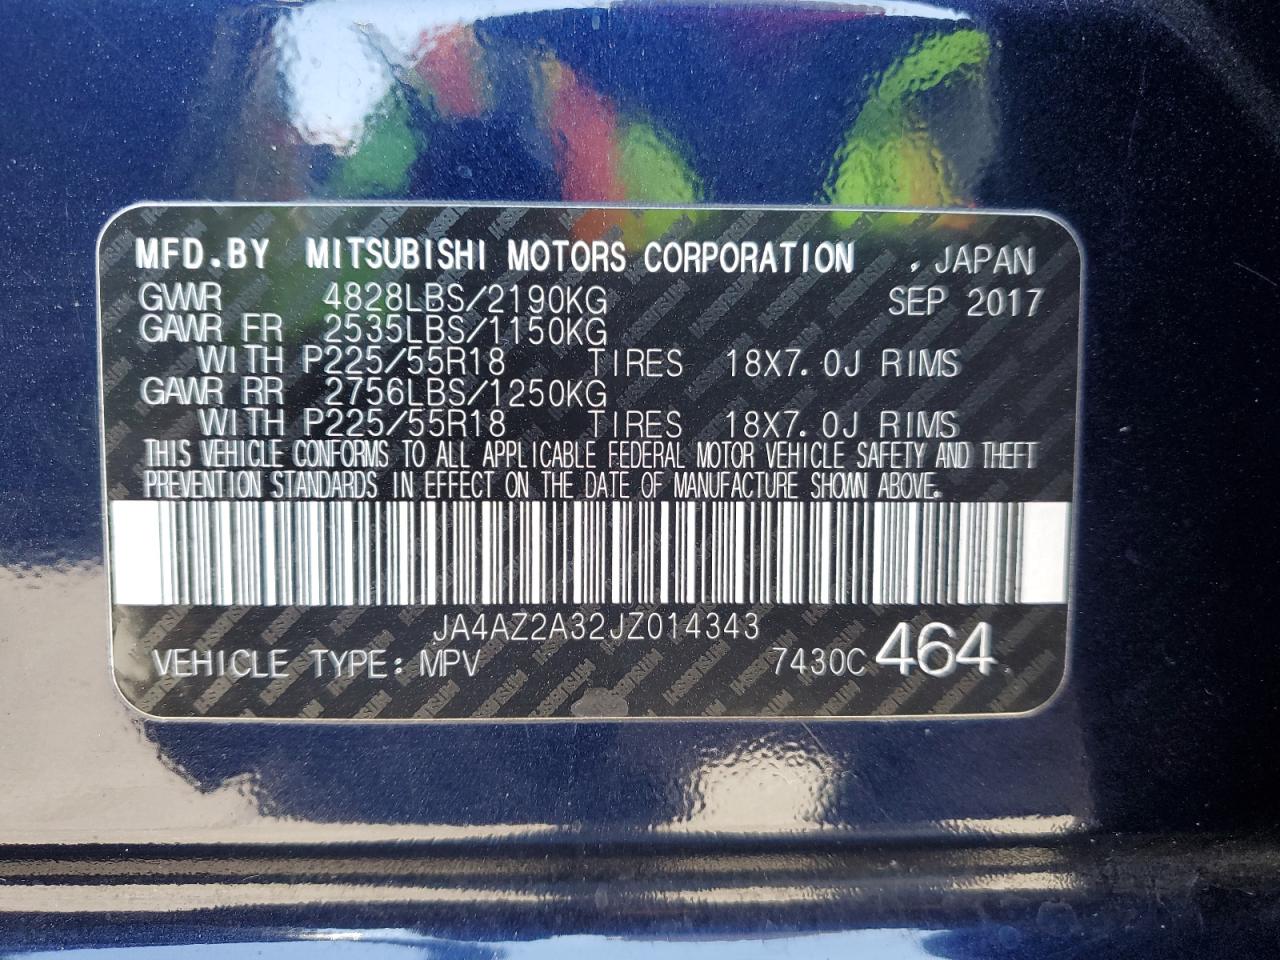 MFD.BY MITSUBISHI MOTORS CORPORATION , JAPAN
GVWR 4828LBS/2190KG SEP 2017
GAWR FR 2535LBS/1150KG
WITH P225/55R18 TIRES 18X7.0J RIMS
GAWR RR 2756LBS/1250KG
WITH P225/55R18 TIRES 18X7.0J RIMS
THIS VEHICLE CONFORMS TO ALL APPLICABLE FEDERAL MOTOR VEHICLE SAFETY AND THEFT
PREVENTION STANDARDS IN EFFECT ON THE DATE OF MANUFACTURE SHOWN ABOVE.
JA4AZ2A32JZ014343
VEHICLE TYPE: MPV 7430C 464